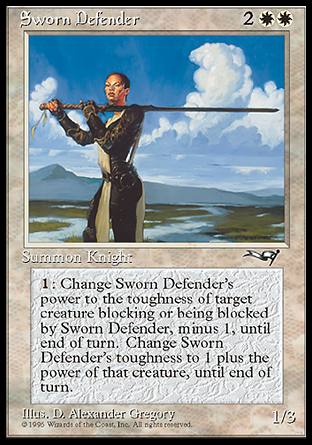 Sworn Defender 2
Summon Knight
1: Change Sworn Defender's
power to the toughness of target
creature blocking or being blocked
by Sworn Defender, minus 1, until
end of turn. Change Sworn
Defender's toughness to 1 plus the
power of that creature, until end of
turn.
Illus. D. Alexander Gregory
©1996 Wizards of the Coast, Inc. All rights reserved.
1/3